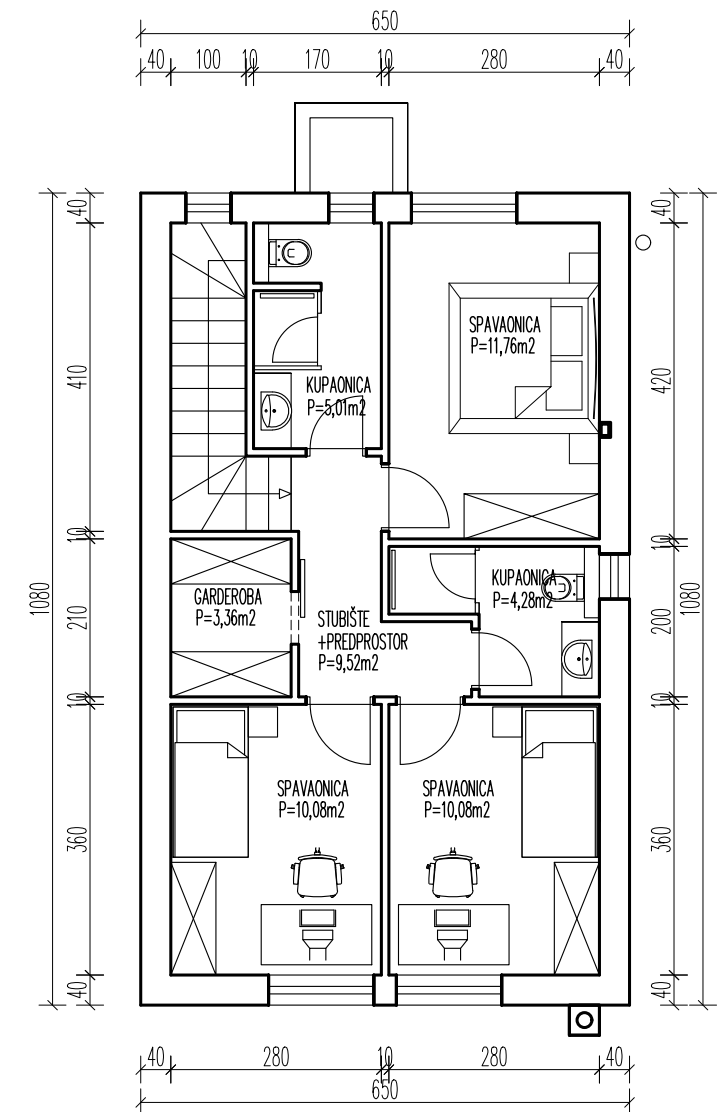 650
40 100 10 170 10 280 40
40
40
SPAVAONICA
P=11,76m2
KUPAONICA
P=5,01m2
410
420
10
10
KUPAONICA
P=4,28m2
GARDEROBA
P=3,36m2
1080
210
200
1080
STUBIŠTE
+PREDPROSTOR
P=9,52m2
10
10
SPAVAONICA
P=10,08m2
SPAVAONICA
P=10,08m2
360
360
40
40
40 280 10 280 40
650